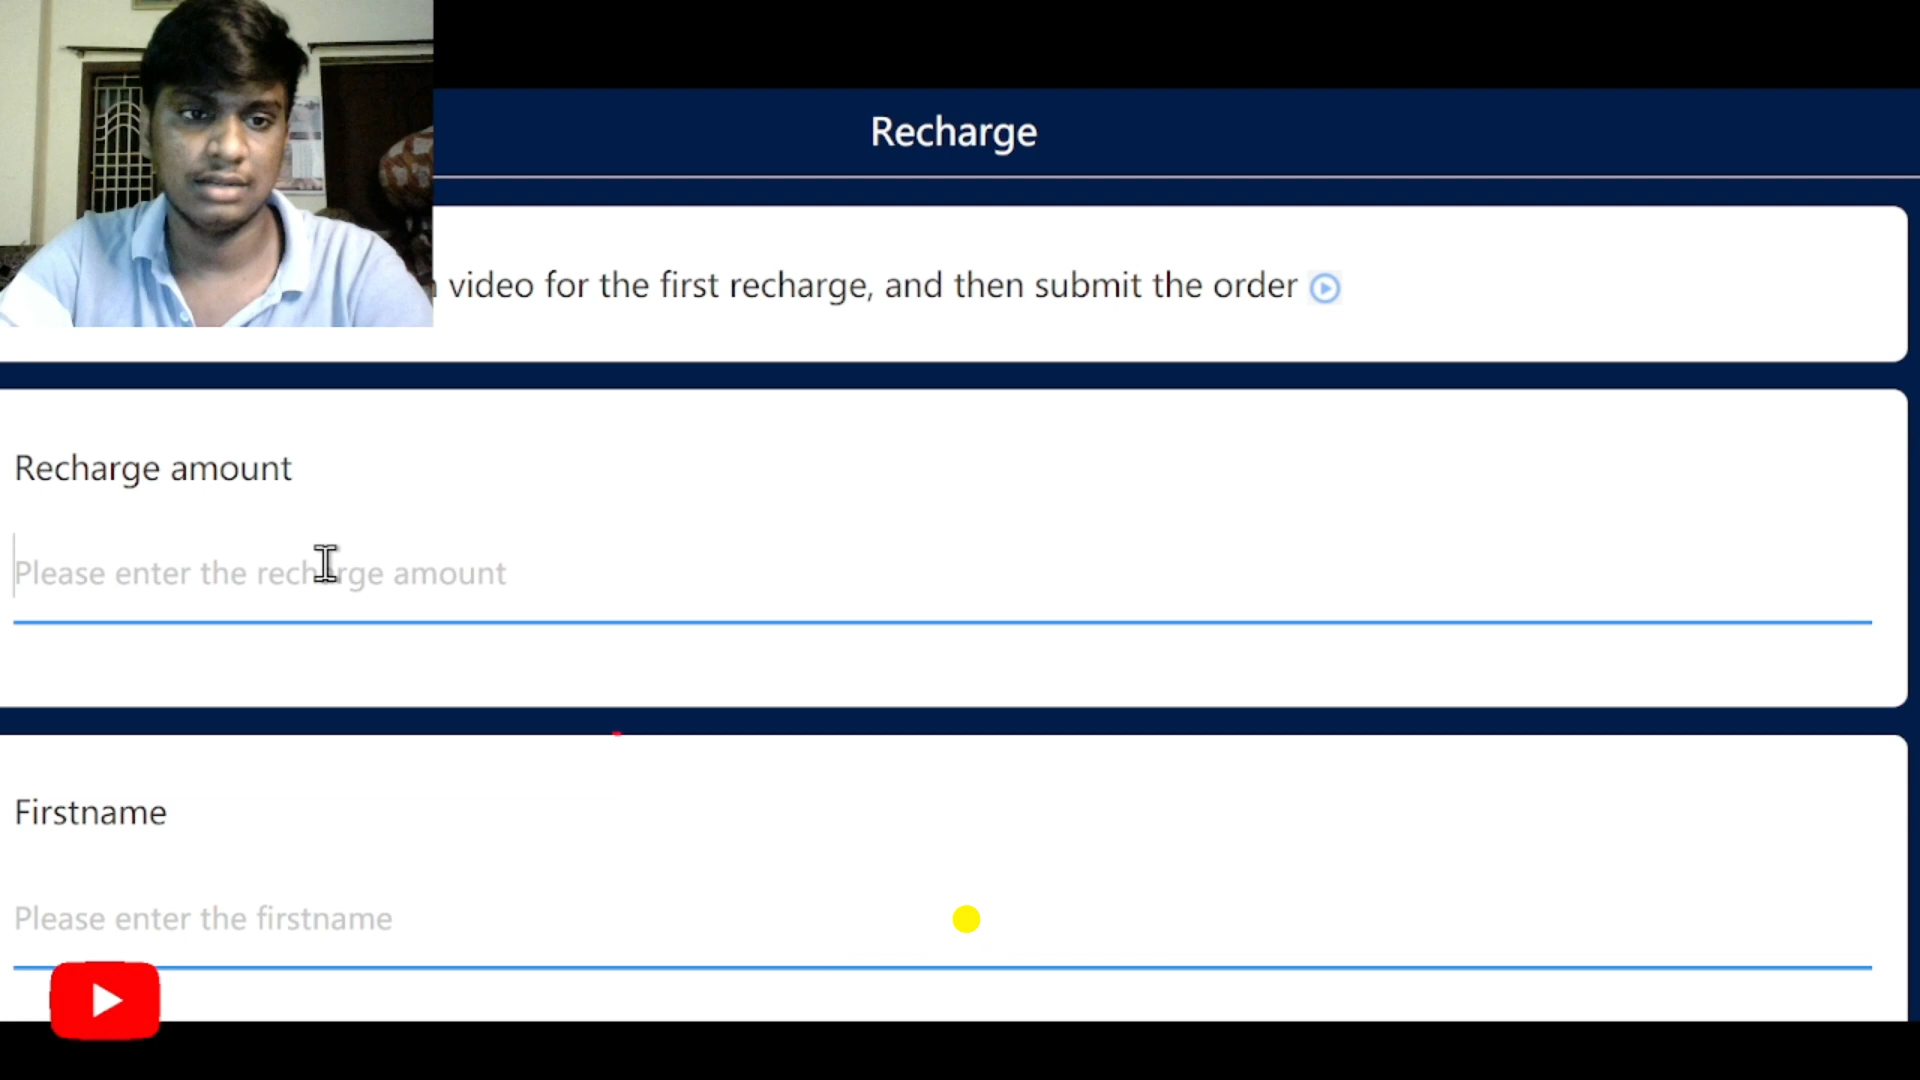 Recharge
video for the first recharge, and then submit the order
Recharge amount
Please enter the recharge amount
Firstname
Please enter the firstname